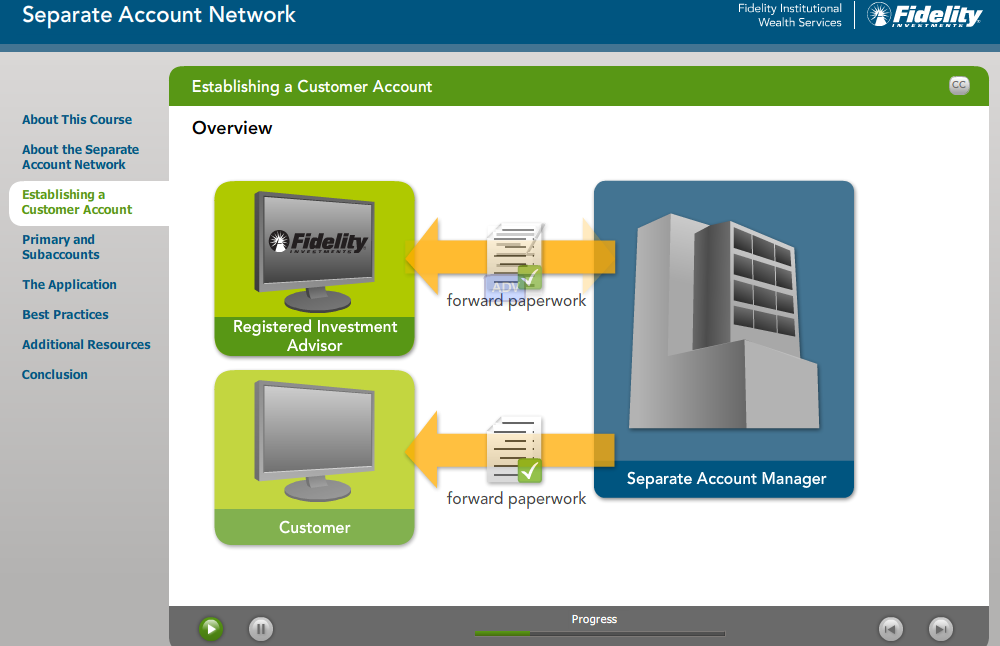 Separate Account Network
Fidelity Institutional
Wealth Services
Fidelity
INVESTMENTS
Establishing a Customer Account
CC
About This Course
About the Separate
Account Network
Establishing a
Customer Account
Primary and
Subaccounts
The Application
Best Practices
Additional Resources
Conclusion
Overview
Fidelity
INVESTMENTS
Registered Investment
Advisor
ADV
forward paperwork
Customer
forward paperwork
Separate Account Manager
Progress